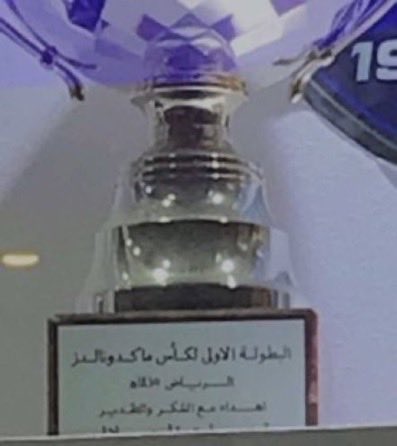 19
البطولة الاولى لكأس ماكدونالدز
الرياض
اهداء مع الشكر والتقدير